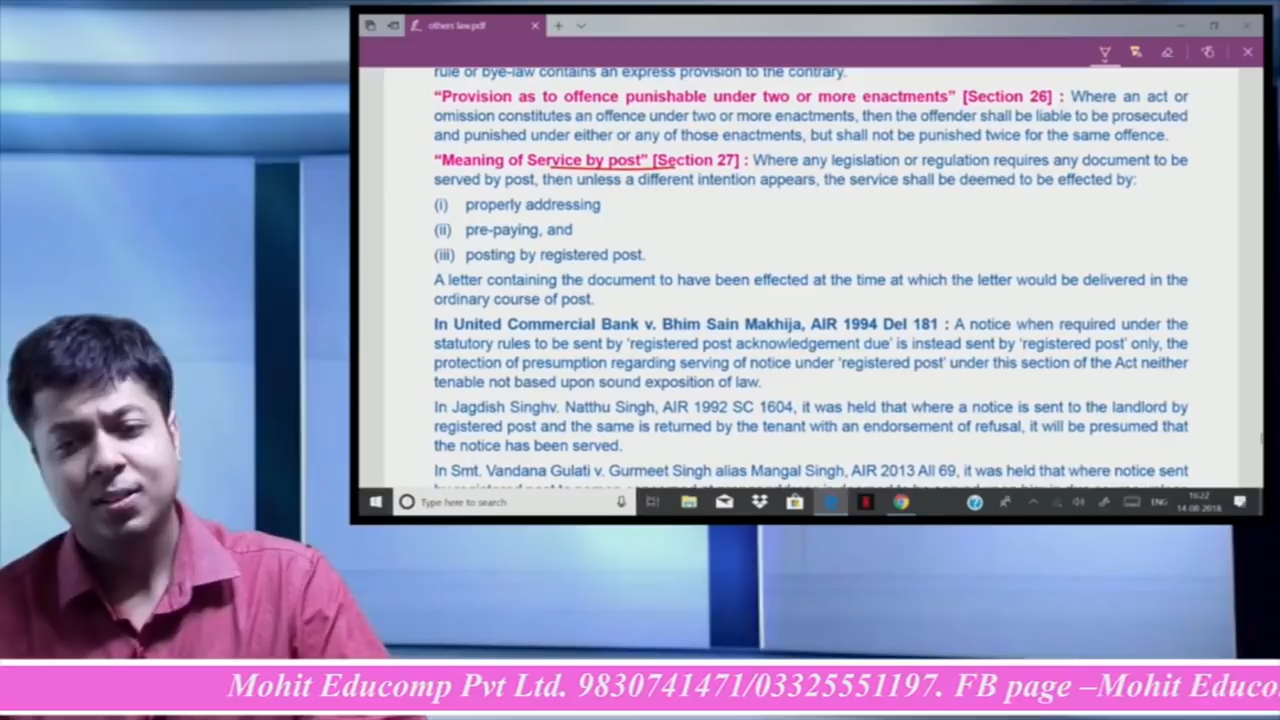 others law.pdf
rule or bye-law contains an express provision to the contrary.
“Provision as to offence punishable under two or more enactments” [Section 26] : Where an act or
omission constitutes an offence under two or more enactments, then the offender shall be liable to be prosecuted
and punished under either or any of those enactments, but shall not be punished twice for the same offence.
“Meaning of Service by post” [Section 27] : Where any legislation or regulation requires any document to be
served by post, then unless a different intention appears, the service shall be deemed to be effected by:
(i) properly addressing
(ii) pre-paying, and
(iii) posting by registered post.
A letter containing the document to have been effected at the time at which the letter would be delivered in the
ordinary course of post.
In United Commercial Bank v. Bhim Sain Makhija, AIR 1994 Del 181 : A notice when required under the
statutory rules to be sent by ‘registered post acknowledgement due’ is instead sent by ‘registered post’ only, the
protection of presumption regarding serving of notice under ‘registered post’ under this section of the Act neither
tenable not based upon sound exposition of law.
In Jagdish Singhv. Natthu Singh, AIR 1992 SC 1604, it was held that where a notice is sent to the landlord by
registered post and the same is returned by the tenant with an endorsement of refusal, it will be presumed that
the notice has been served.
In Smt. Vandana Gulati v. Gurmeet Singh alias Mangal Singh, AIR 2013 All 69, it was held that where notice sent
Type here to search
ENG
16:22
14-08-2018
Mohit Educomp Pvt Ltd. 9830741471/03325551197. FB page –Mohit Educo